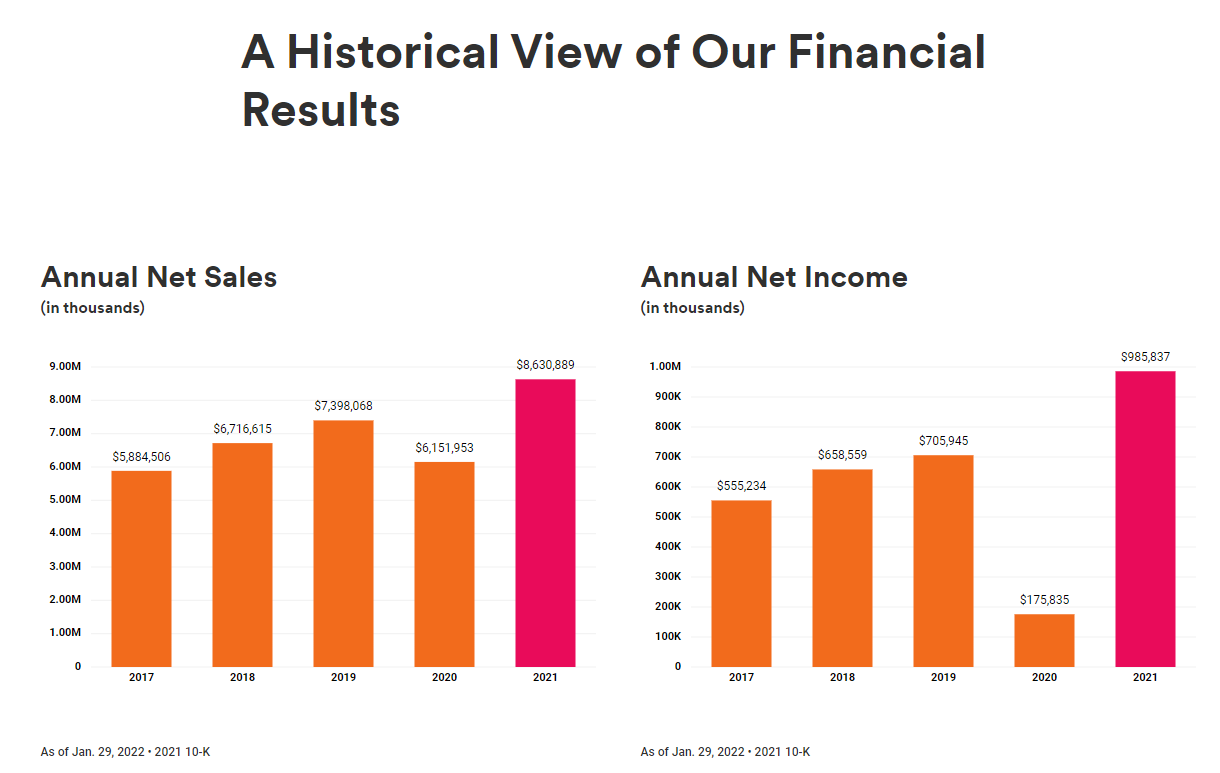 A Historical View of Our Financial
Results
Annual Net Sales
(in thousands)
9.00M
8.00M
7.00M
6.00M
5.00M
4.00M
3.00M
2.00M
1.00M
0
$5,884,506
$6,716,615
$7,398,068
$6,151,953
$8,630,889
2017 2018 2019 2020 2021
As of Jan. 29, 2022 • 2021 10-K
Annual Net Income
(in thousands)
1.00M
900K
800K
700K
600K
500K
400K
300K
200K
100K
0
$555,234
$658,559
$705,945
$175,835
$985,837
2017 2018 2019 2020 2021
As of Jan. 29, 2022 • 2021 10-K